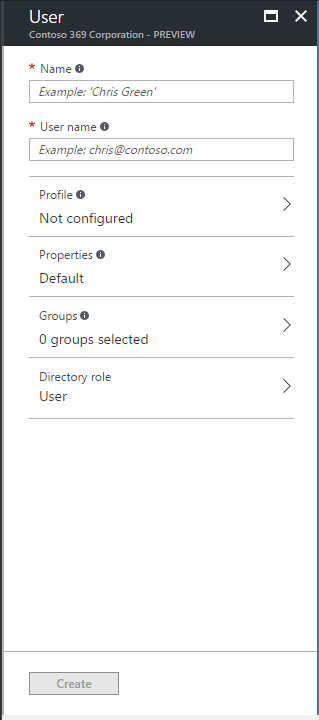 User
Contoso 369 Corporation - PREVIEW
* Name
Example: 'Chris Green'
* User name
Example: chris@contoso.com
Profile
Not configured
Properties
Default
Groups
0 groups selected
Directory role
User
Create